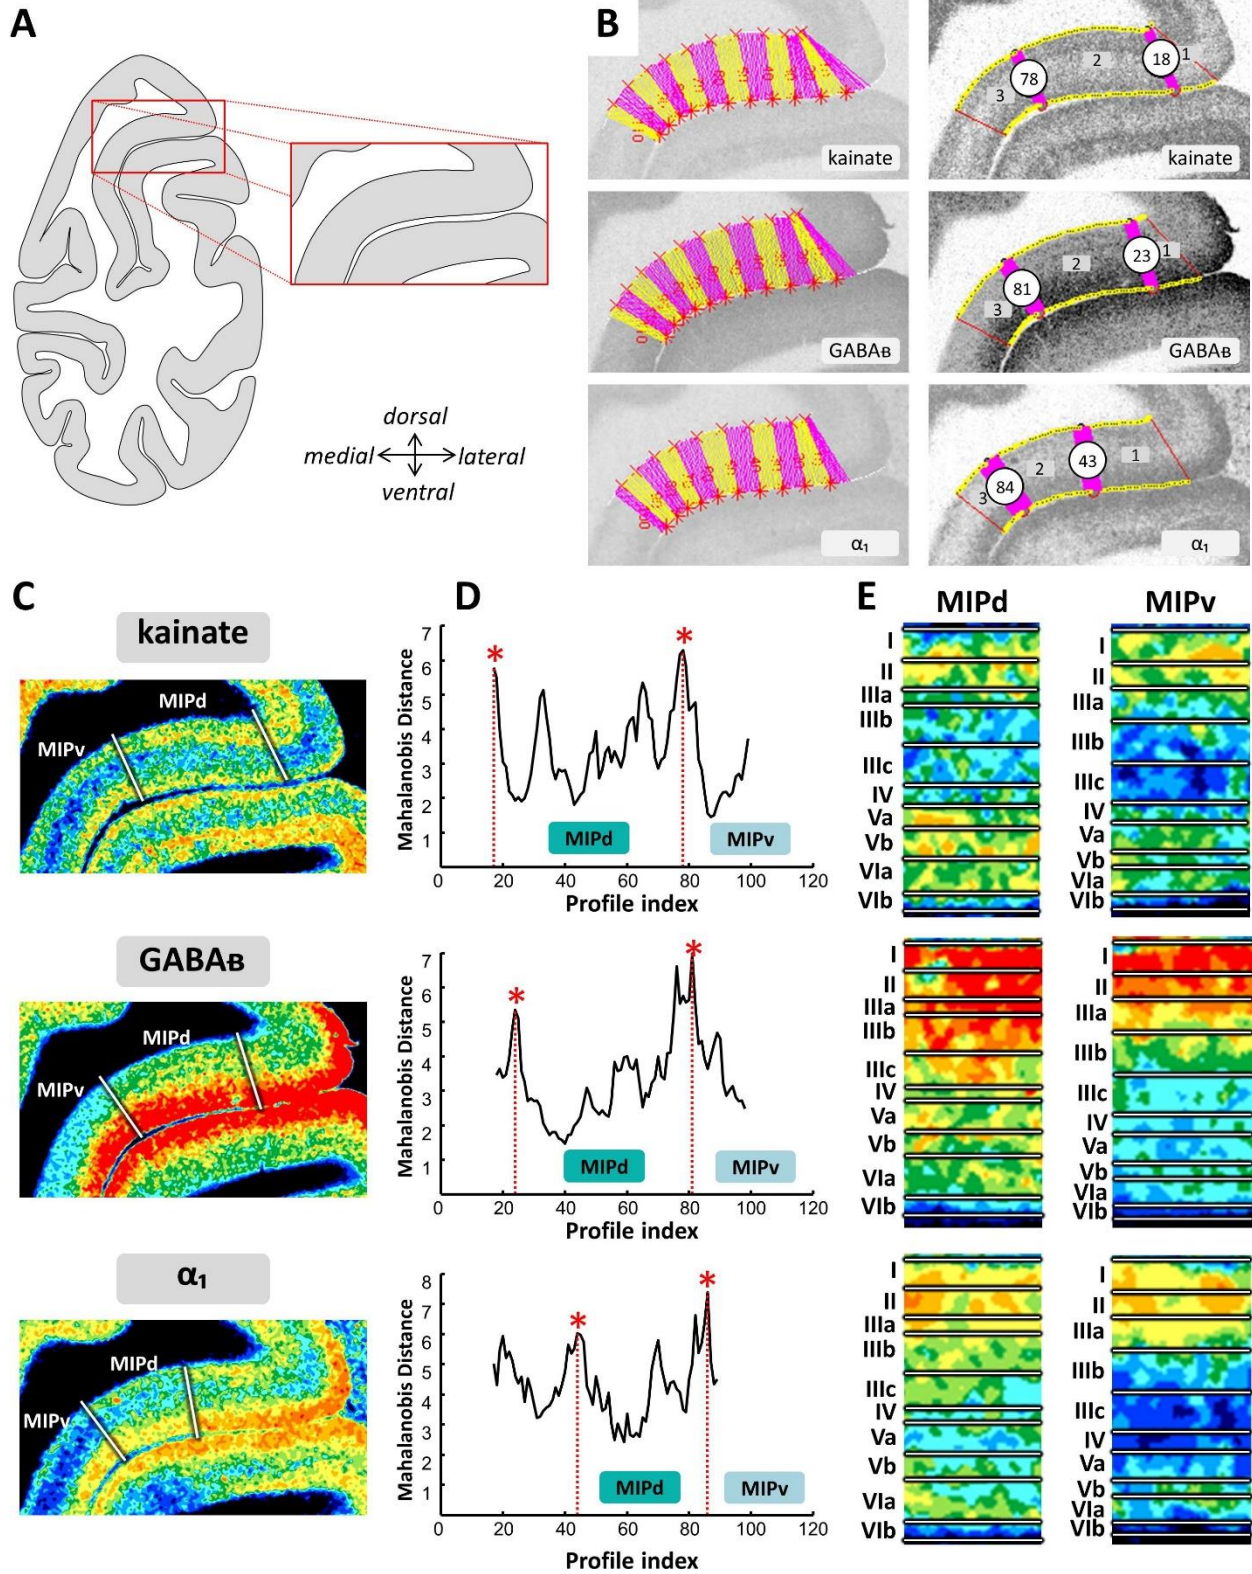 A
dorsal
medial
lateral
ventral
B
kainate
78
2
18
1
3
kainate
GABAB
81
2
23
1
3
GABAB
α₁
84
2
43
1
3
α₁
C
kainate
MIPd
MIPv
GABAB
MIPd
MIPv
α₁
MIPd
MIPv
D
Mahalanobis Distance
7
6
5
4
3
2
1
*
*
MIPd
MIPv
0 20 40 60 80 100 120
Profile index
Mahalanobis Distance
7
6
5
4
3
2
1
*
*
MIPd
MIPv
0 20 40 60 80 100 120
Profile index
Mahalanobis Distance
8
7
6
5
4
3
2
1
*
*
MIPd
MIPv
0 20 40 60 80 100 120
Profile index
E
MIPd
MIPv
I
II
IIIa
IIIb
IIIc
IV
Va
Vb
VIa
VIb
I
II
IIIa
IIIb
IIIc
IV
Va
Vb
VIa
VIb
I
II
IIIa
IIIb
IIIc
IV
Va
Vb
VIa
VIb
I
II
IIIa
IIIb
IIIc
IV
Va
Vb
VIa
VIb
I
II
IIIa
IIIb
IIIc
IV
Va
Vb
VIa
VIb
I
II
IIIa
IIIb
IIIc
IV
Va
Vb
VIa
VIb